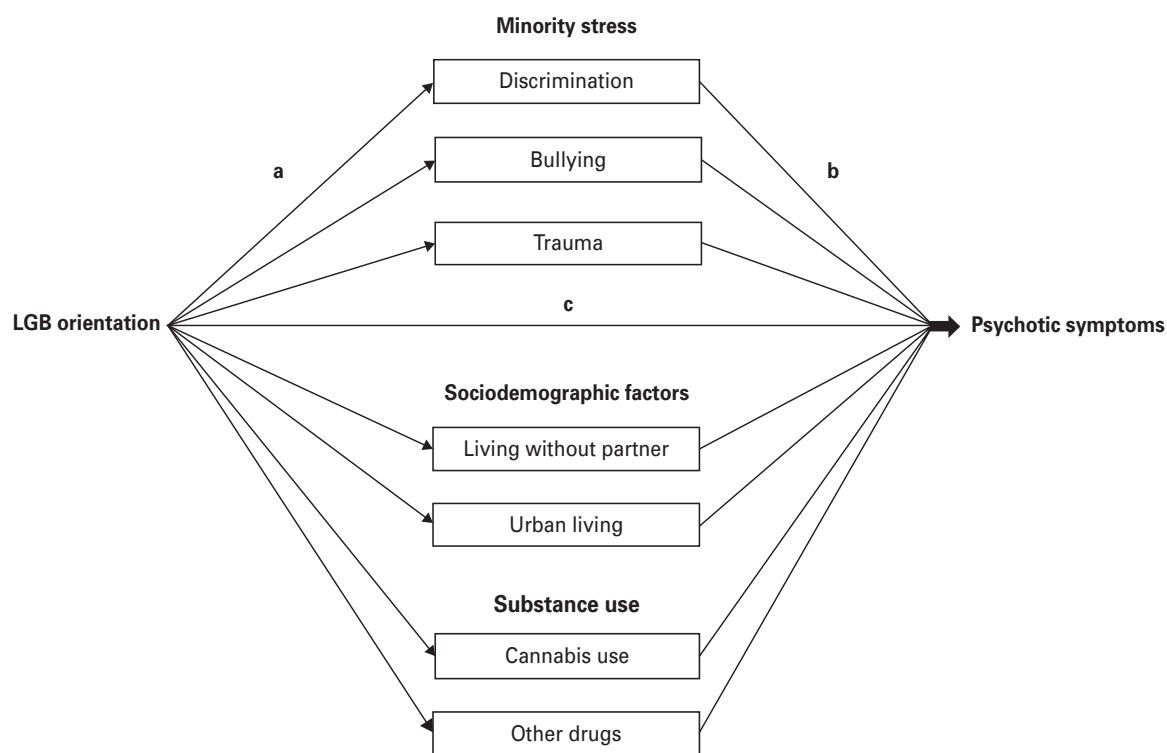 Minority stress
Discrimination
a
Bullying
b
Trauma
c
LGB orientation
Psychotic symptoms
Sociodemographic factors
Living without partner
Urban living
Substance use
Cannabis use
Other drugs